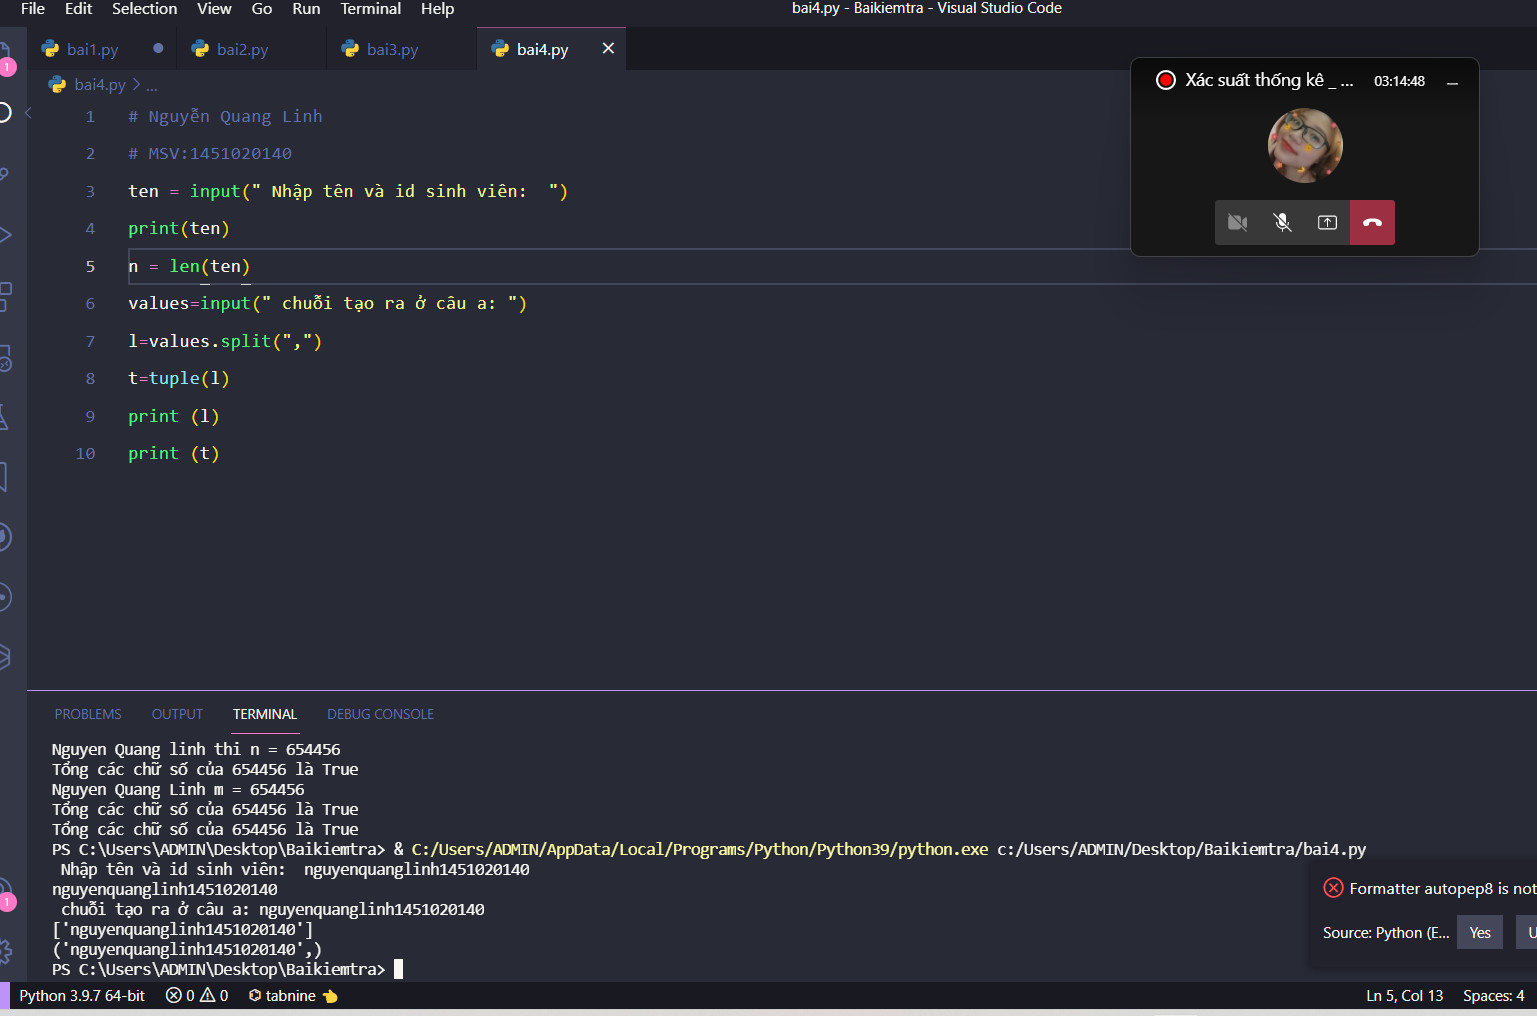 File Edit Selection View Go Run Terminal Help
bai4.py - Baikiemtra - Visual Studio Code
bai1.py bai2.py bai3.py bai4.py
bai4.py > ...
Xác suất thống kê _ ... 03:14:48
1 # Nguyễn Quang Linh
2 # MSV:1451020140
3 ten = input(" Nhập tên và id sinh viên:  ")
4 print(ten)
5 n = len(ten)
6 values=input(" chuỗi tạo ra ở câu a: ")
7 l=values.split(",")
8 t=tuple(l)
9 print (l)
10 print (t)
1
1
PROBLEMS OUTPUT TERMINAL DEBUG CONSOLE
Nguyen Quang linh thi n = 654456
Tổng các chữ số của 654456 là True
Nguyen Quang Linh m = 654456
Tổng các chữ số của 654456 là True
Tổng các chữ số của 654456 là True
PS C:\Users\ADMIN\Desktop\Baikiemtra> & C:/Users/ADMIN/AppData/Local/Programs/Python/Python39/python.exe c:/Users/ADMIN/Desktop/Baikiemtra/bai4.py
Nhập tên và id sinh viên:  nguyenquanglinh1451020140
nguyenquanglinh1451020140
chuỗi tạo ra ở câu a: nguyenquanglinh1451020140
['nguyenquanglinh1451020140']
('nguyenquanglinh1451020140',)
PS C:\Users\ADMIN\Desktop\Baikiemtra>
Formatter autopep8 is not
Source: Python (E... Yes U
Python 3.9.7 64-bit 0 0 tabnine Ln 5, Col 13 Spaces: 4